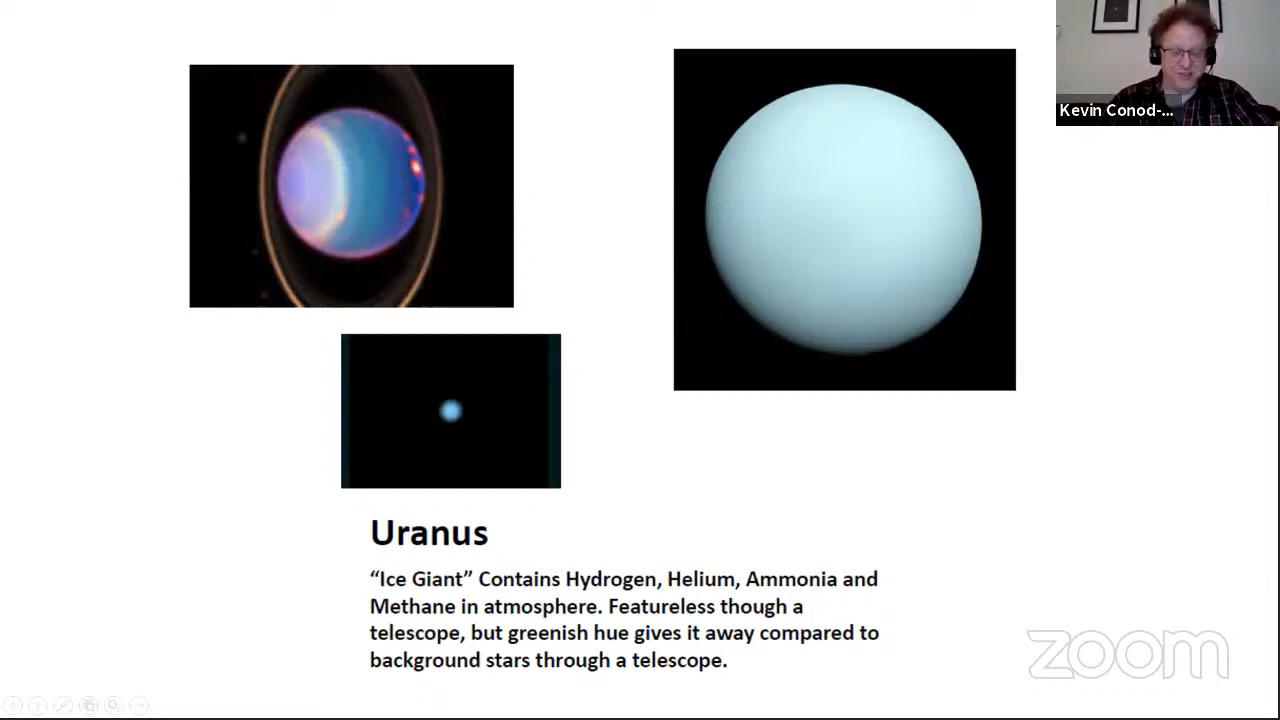 Kevin Conod-...
Uranus
“Ice Giant” Contains Hydrogen, Helium, Ammonia and
Methane in atmosphere. Featureless though a
telescope, but greenish hue gives it away compared to
background stars through a telescope.
zoom